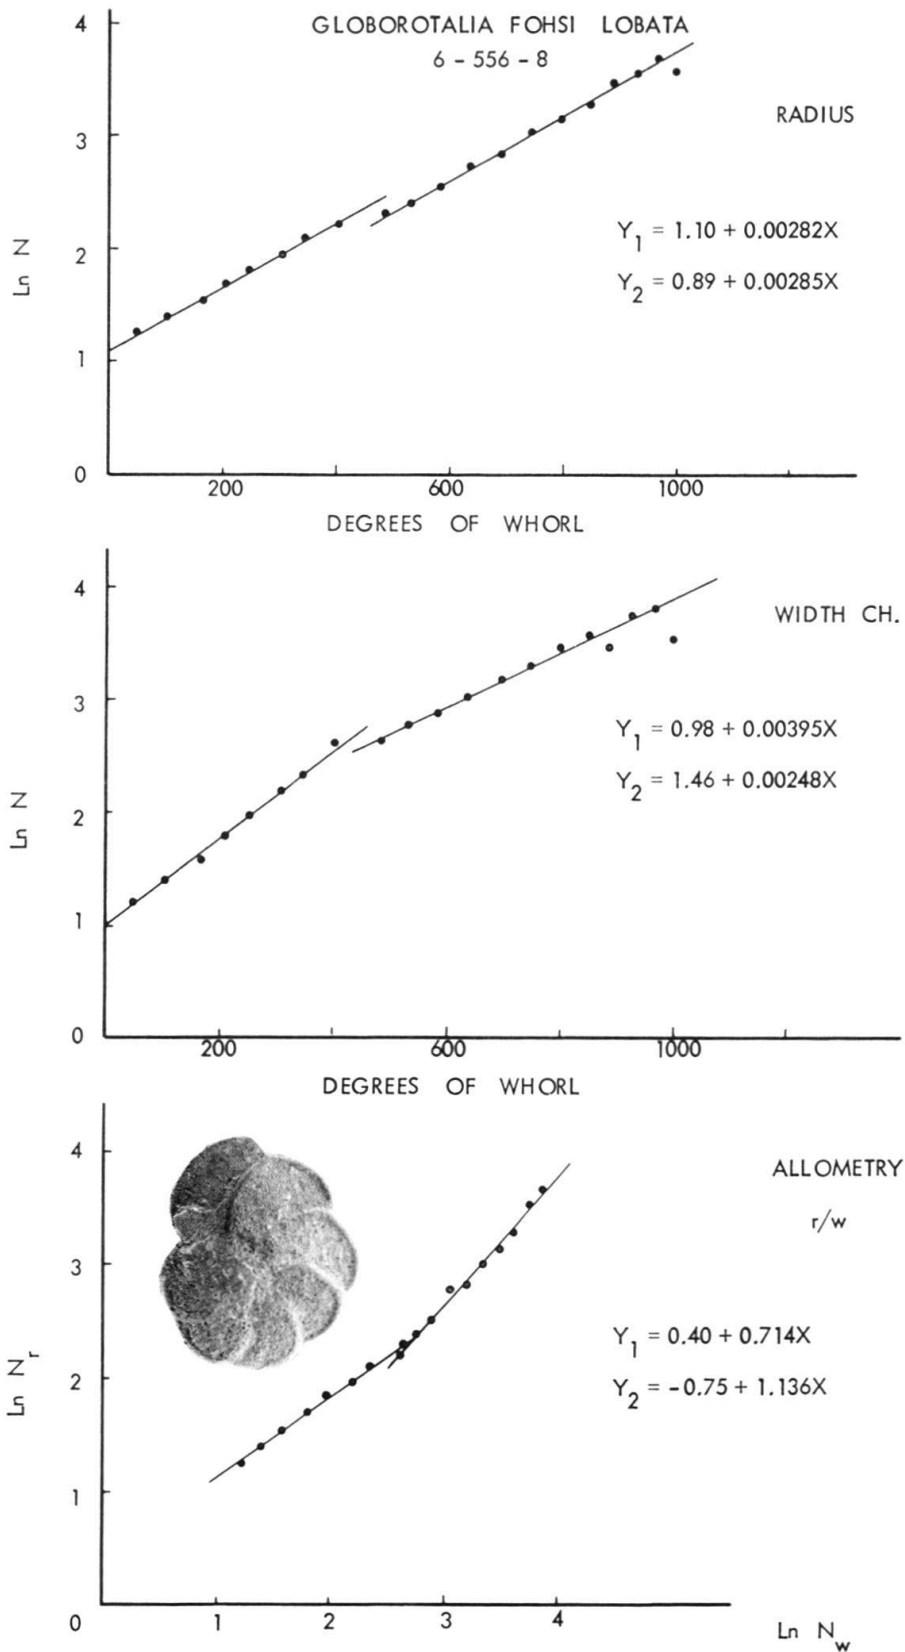 GLOBOROTALIA FOHSI LOBATA
6 - 556 - 8
RADIUS
Y1 = 1.10 + 0.00282X
Y2 = 0.89 + 0.00285X
Ln N
4
3
2
1
0
200 600 1000
DEGREES OF WHORL
WIDTH CH.
Y1 = 0.98 + 0.00395X
Y2 = 1.46 + 0.00248X
Ln N
4
3
2
1
0
200 600 1000
DEGREES OF WHORL
ALLOMETRY
r/w
Y1 = 0.40 + 0.714X
Y2 = -0.75 + 1.136X
Ln Nr
4
3
2
1
0
1 2 3 4
Ln Nw